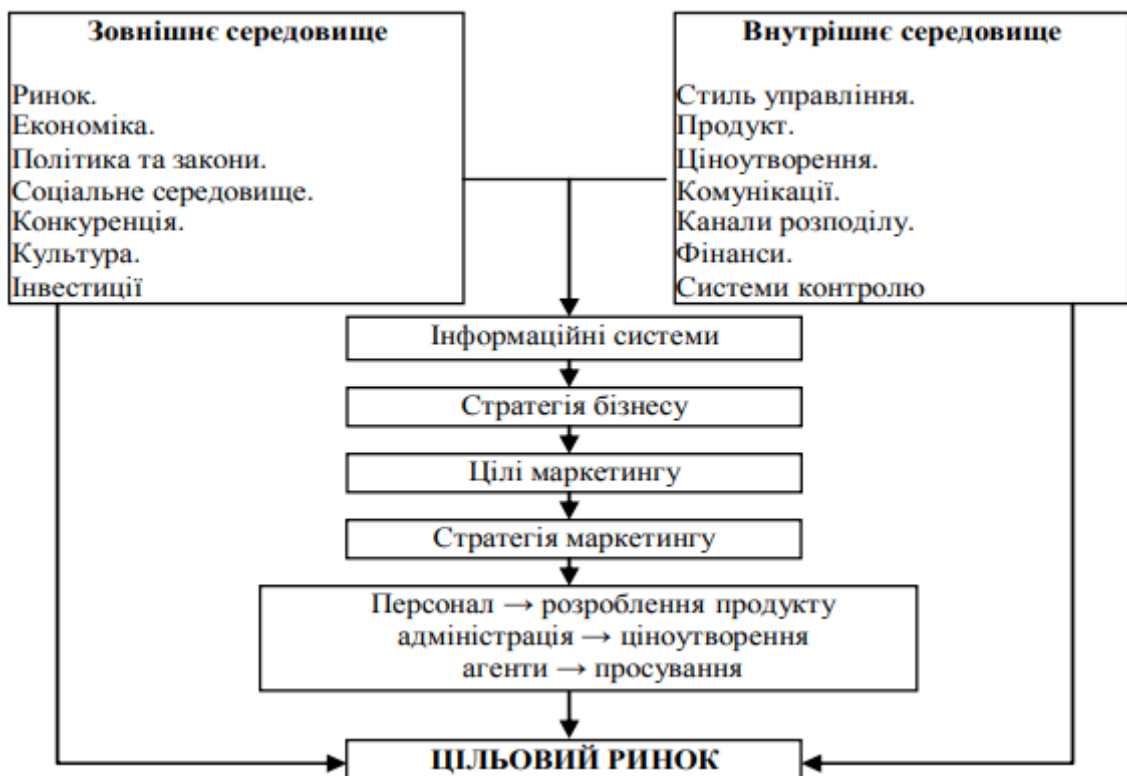 Зовнішнє середовище
Ринок.
Економіка.
Політика та закони.
Соціальне середовище.
Конкуренція.
Культура.
Інвестиції
Внутрішнє середовище
Стиль управління.
Продукт.
Ціноутворення.
Комунікації.
Канали розподілу.
Фінанси.
Системи контролю
Інформаційні системи
Стратегія бізнесу
Цілі маркетингу
Стратегія маркетингу
Персонал → розроблення продукту
адміністрація → ціноутворення
агенти → просування
ЦІЛЬОВИЙ РИНОК